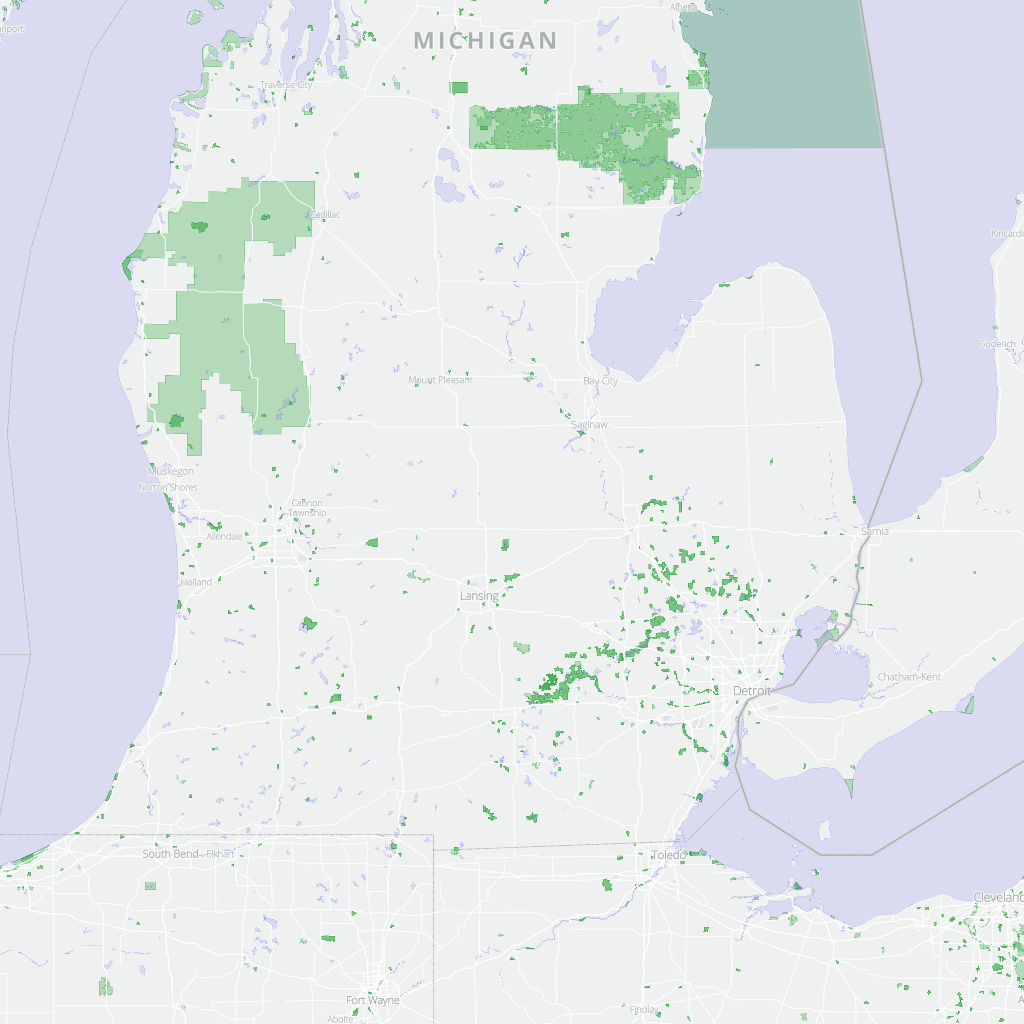 Alpena
MICHIGAN
Traverse City
Cadillac
Kincardin
Goderich
Mount Pleasant
Bay City
Saginaw
Muskegon
Norton Shores
Cannon
Township
Allendale
Sarnia
Holland
Lansing
Chatham-Kent
Detroit
South Bend
Elkhart
Toledo
Cleveland
Fort Wayne
Findlay
Aboite